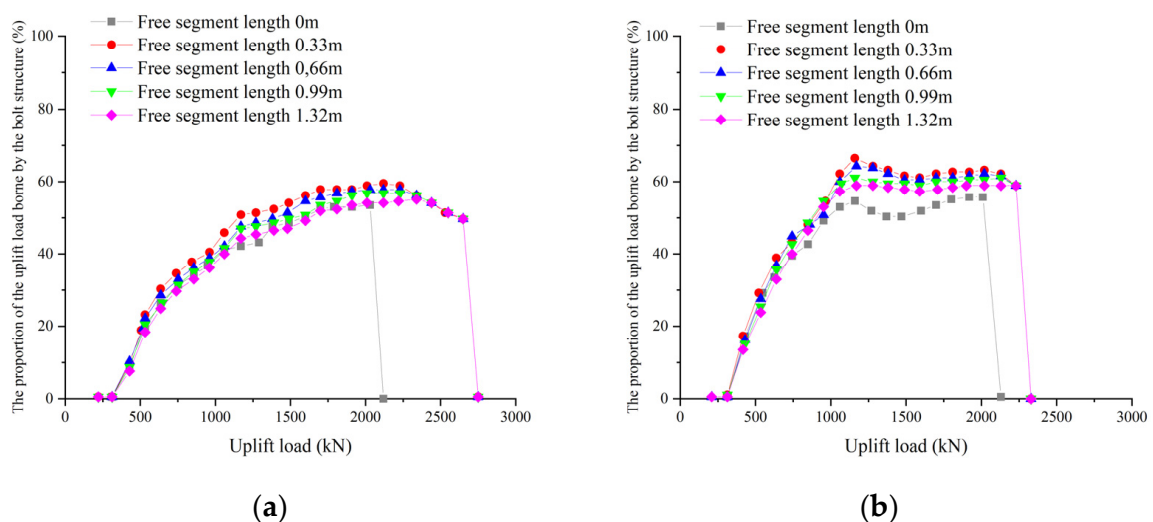 Free segment length 0m
Free segment length 0.33m
Free segment length 0,66m
Free segment length 0.99m
Free segment length 1.32m
The proportion of the uplift load borne by the bolt structure (%)
100
80
60
40
20
0
0 500 1000 1500 2000 2500 3000
Uplift load (kN)
(a)
Free segment length 0m
Free segment length 0.33m
Free segment length 0.66m
Free segment length 0.99m
Free segment length 1.32m
The proportion of the uplift load borne by the bolt structure (%)
100
80
60
40
20
0
0 500 1000 1500 2000 2500 3000
Uplift load (kN)
(b)